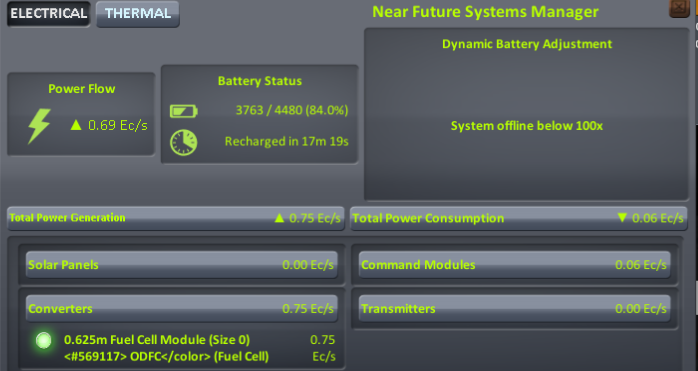 ELECTRICAL THERMAL Near Future Systems Manager
Dynamic Battery Adjustment
Power Flow
▲ 0.69 Ec/s
Battery Status
3763 / 4480 (84.0%)
Recharged in 17m 19s
System offline below 100x
Total Power Generation ▲ 0.75 Ec/s
Total Power Consumption ▼ 0.06 Ec/s
Solar Panels 0.00 Ec/s
Command Modules 0.06 Ec/s
Converters 0.75 Ec/s
Transmitters 0.00 Ec/s
0.625m Fuel Cell Module (Size 0) 0.75
<#569117> ODFC</color> (Fuel Cell) Ec/s